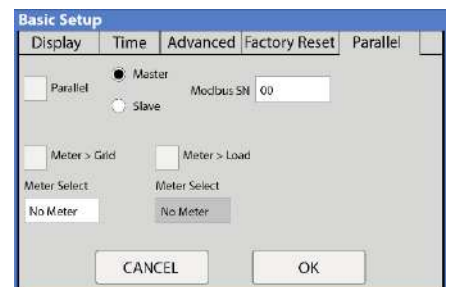 Basic Setup
Display Time Advanced Factory Reset Parallel
Parallel
Master
Slave
Modbus SN 00
Meter > Grid Meter > Load
Meter Select Meter Select
No Meter No Meter
CANCEL OK